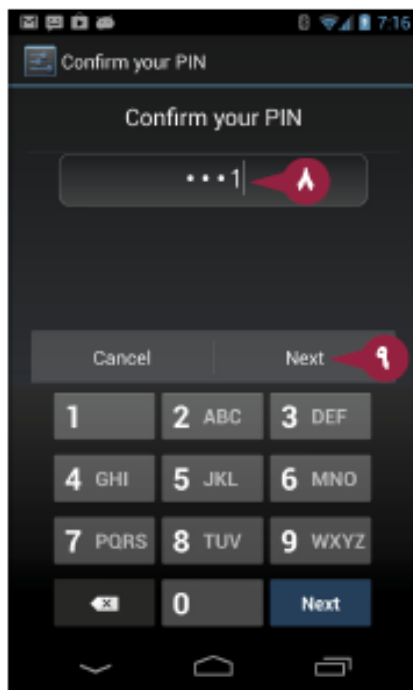 7:16
Confirm your PIN
Confirm your PIN
•••1 ٨
Cancel Next ٩
1 2 ABC 3 DEF
4 GHI 5 JKL 6 MNO
7 PQRS 8 TUV 9 WXYZ
0 Next